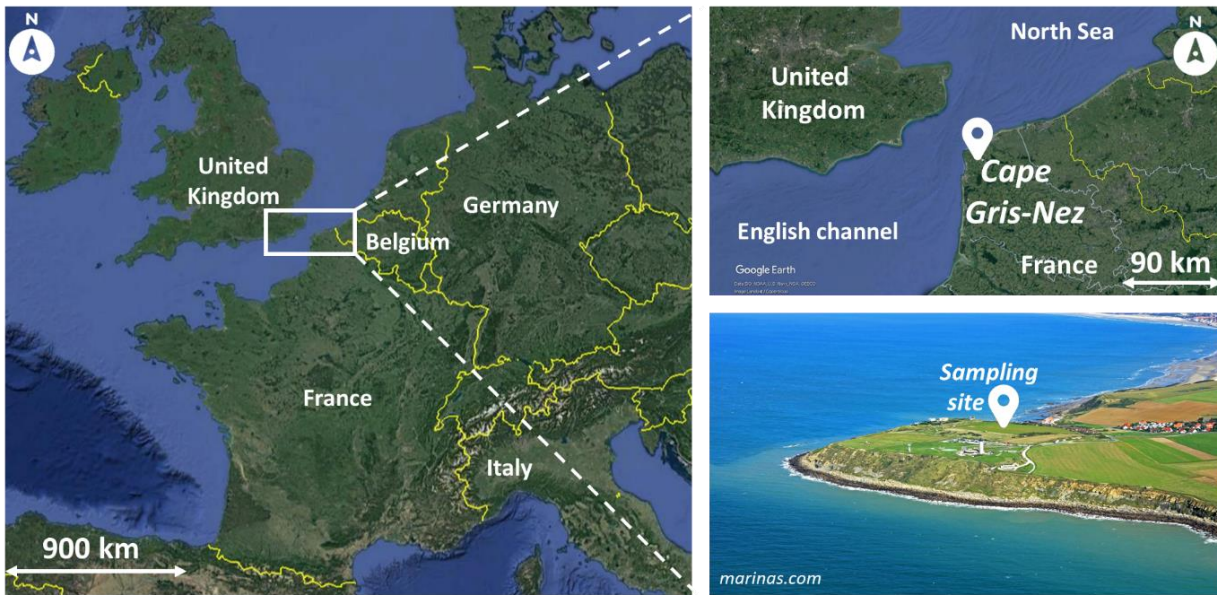 N
United
Kingdom
Germany
Belgium
France
Italy
900 km
N
North Sea
United
Kingdom
Cape
Gris-Nez
English channel
France
90 km
Google Earth
Sampling
site
marinas.com